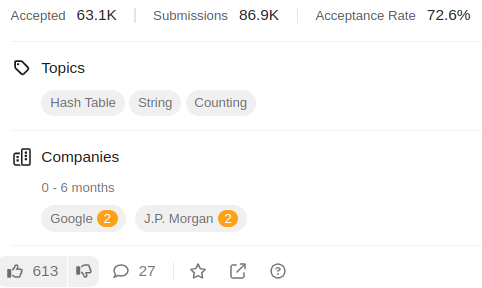 Accepted 63.1K Submissions 86.9K Acceptance Rate 72.6%
Topics
Hash Table String Counting
Companies
0 - 6 months
Google 2 J.P. Morgan 2
613 27